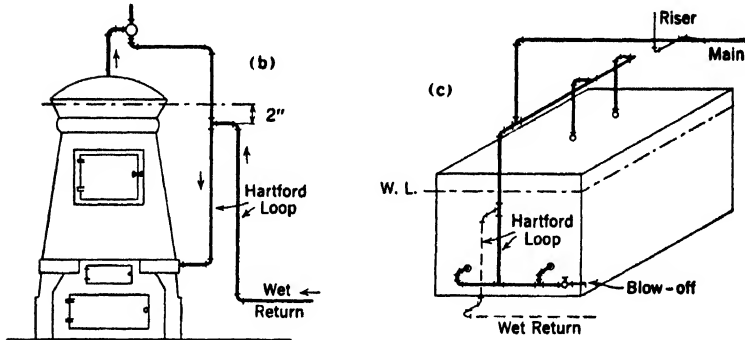 (b)
2"
Hartford
Loop
Wet
Return
Riser
Main
(c)
W. L.
Hartford
Loop
Blow-off
Wet Return